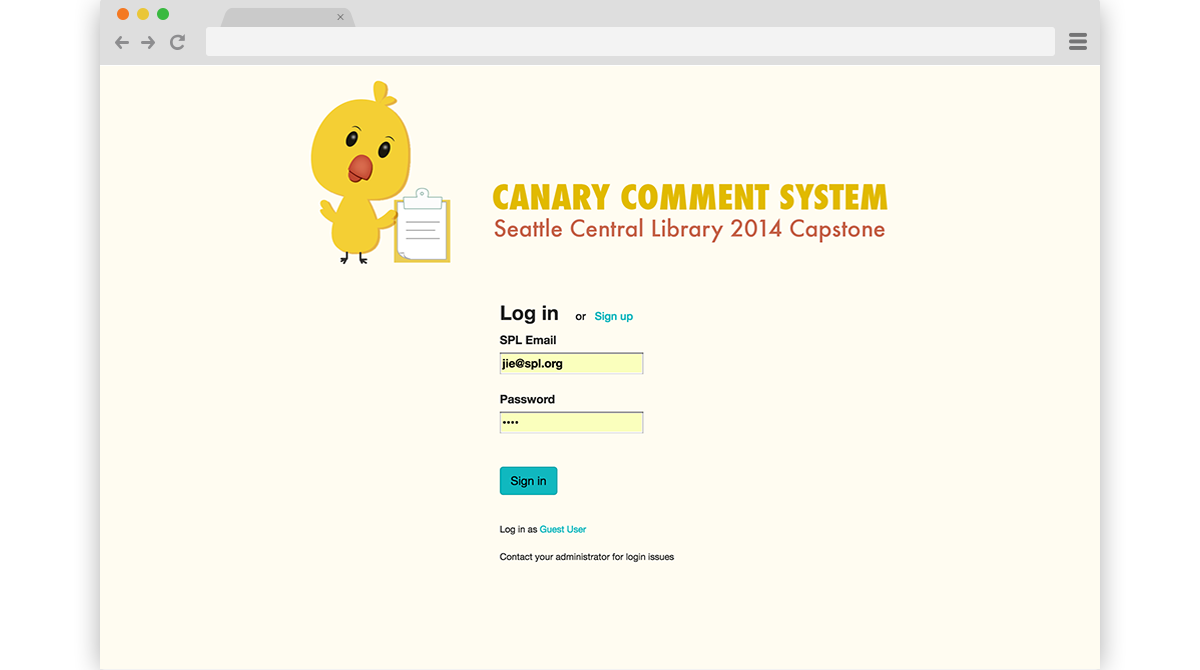 CANARY COMMENT SYSTEM
Seattle Central Library 2014 Capstone
Log in or Sign up
SPL Email
jie@spl.org
Password
••••
Sign in
Log in as Guest User
Contact your administrator for login issues